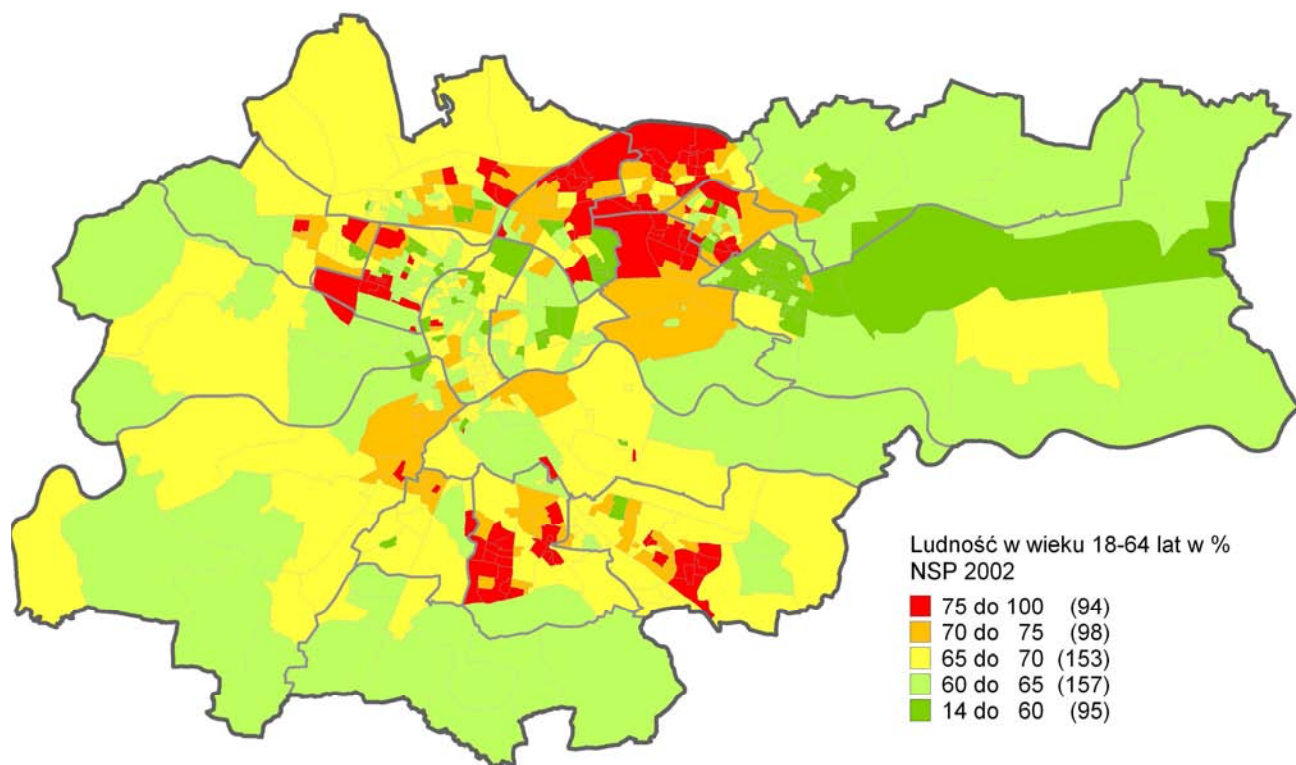 Ludność w wieku 18-64 lat w %
NSP 2002
75 do 100 (94)
70 do 75 (98)
65 do 70 (153)
60 do 65 (157)
14 do 60 (95)